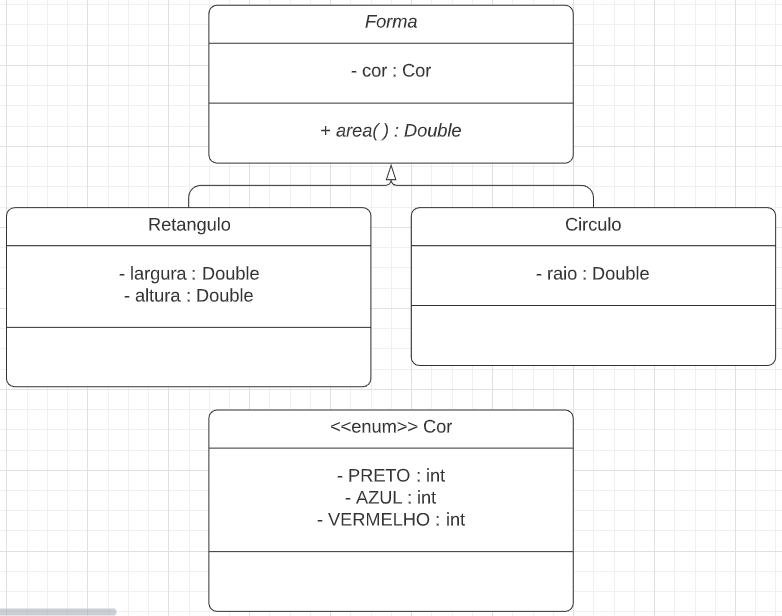 Forma
- cor : Cor
+ area( ) : Double
Retangulo
- largura : Double
- altura : Double
Circulo
- raio : Double
<<enum>> Cor
- PRETO : int
- AZUL : int
- VERMELHO : int